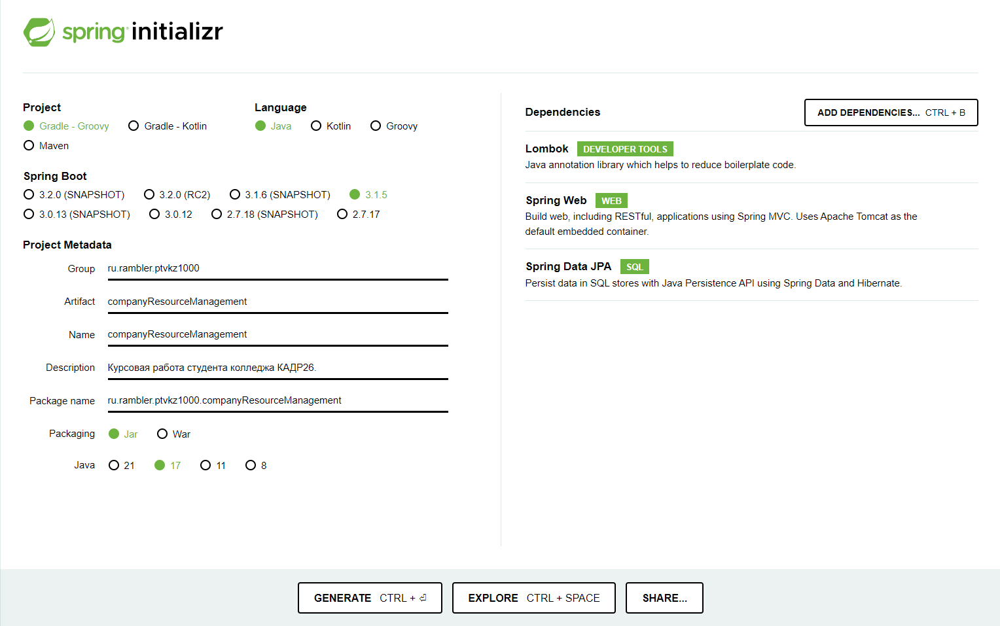 spring initializr
Project
Gradle - Groovy Gradle - Kotlin
Maven
Language
Java Kotlin Groovy
Spring Boot
3.2.0 (SNAPSHOT) 3.2.0 (RC2) 3.1.6 (SNAPSHOT) 3.1.5
3.0.13 (SNAPSHOT) 3.0.12 2.7.18 (SNAPSHOT) 2.7.17
Project Metadata
Group ru.rambler.ptvkz1000
Artifact companyResourceManagement
Name companyResourceManagement
Description Курсовая работа студента колледжа КАДР26.
Package name ru.rambler.ptvkz1000.companyResourceManagement
Packaging Jar War
Java 21 17 11 8
Dependencies ADD DEPENDENCIES... CTRL + B
Lombok DEVELOPER TOOLS
Java annotation library which helps to reduce boilerplate code.
Spring Web WEB
Build web, including RESTful, applications using Spring MVC. Uses Apache Tomcat as the
default embedded container.
Spring Data JPA SQL
Persist data in SQL stores with Java Persistence API using Spring Data and Hibernate.
GENERATE CTRL + ⏎ EXPLORE CTRL + SPACE SHARE...